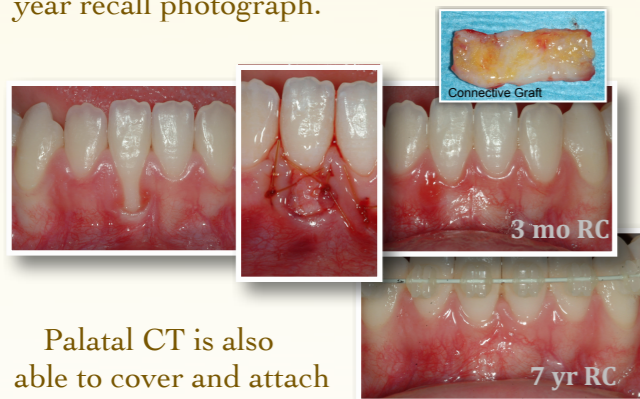 year recall photograph.
Connective Graft
3 mo RC
7 yr RC
Palatal CT is also
able to cover and attach